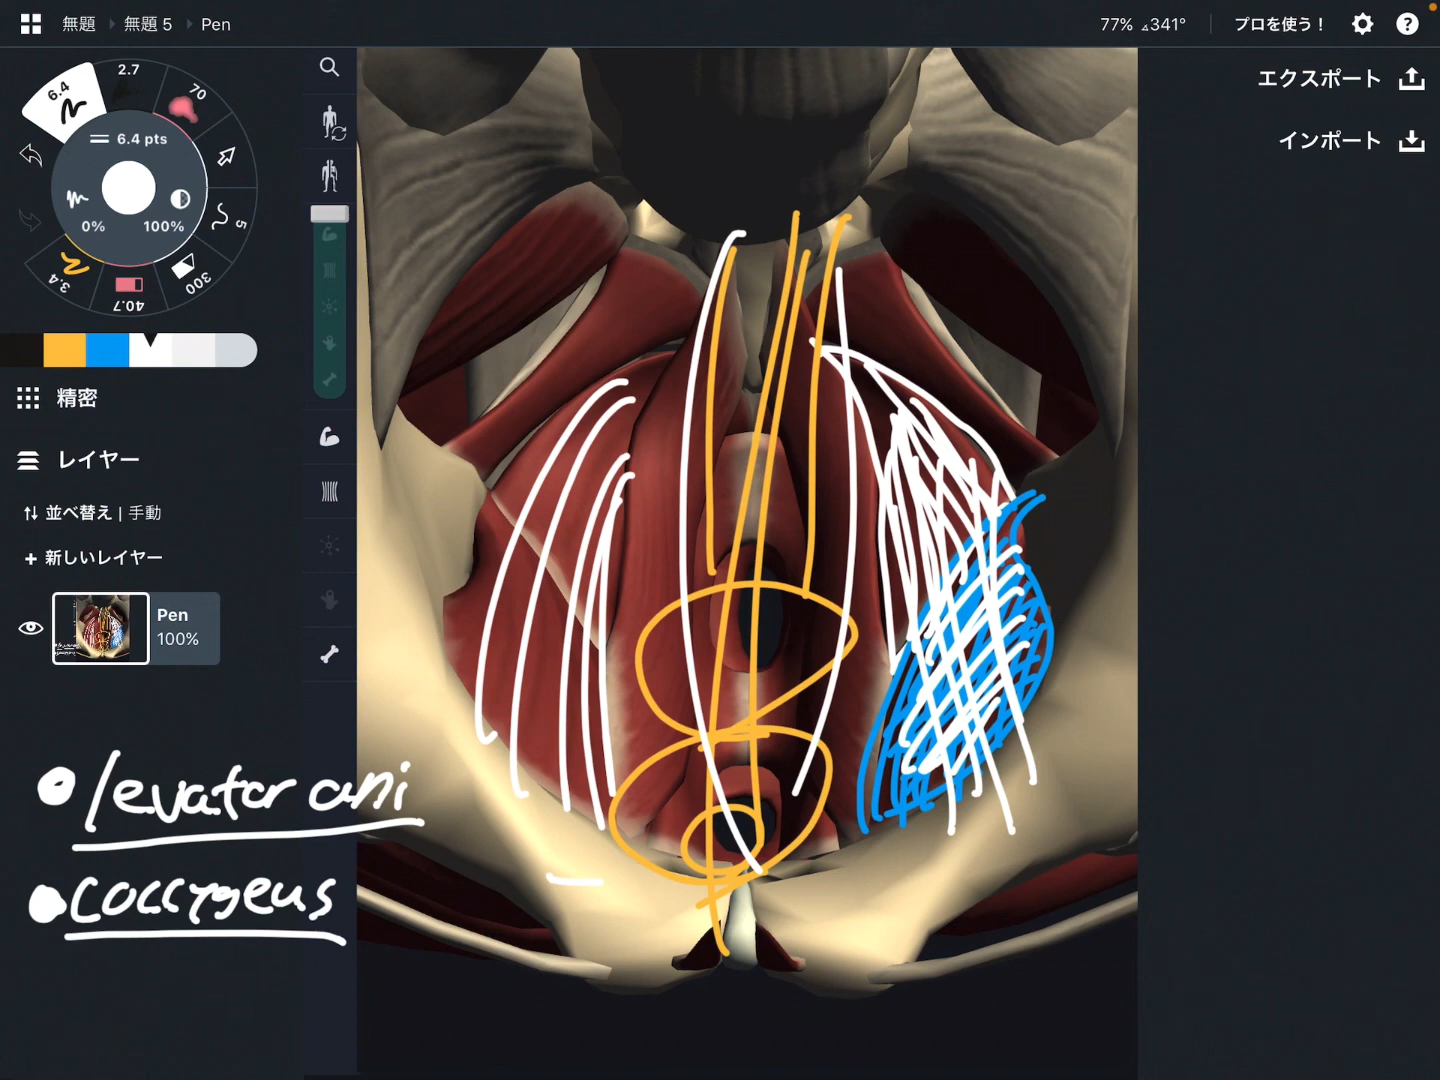 無題 無題 5 Pen
77% ⊿341° プロを使う!
エクスポート
インポート
2.7
6.4
70
6.4 pts
0% 100%
5
3.4
40.7
300
精密
レイヤー
並べ替え | 手動
+ 新しいレイヤー
Pen
100%
levator ani
coccygeus